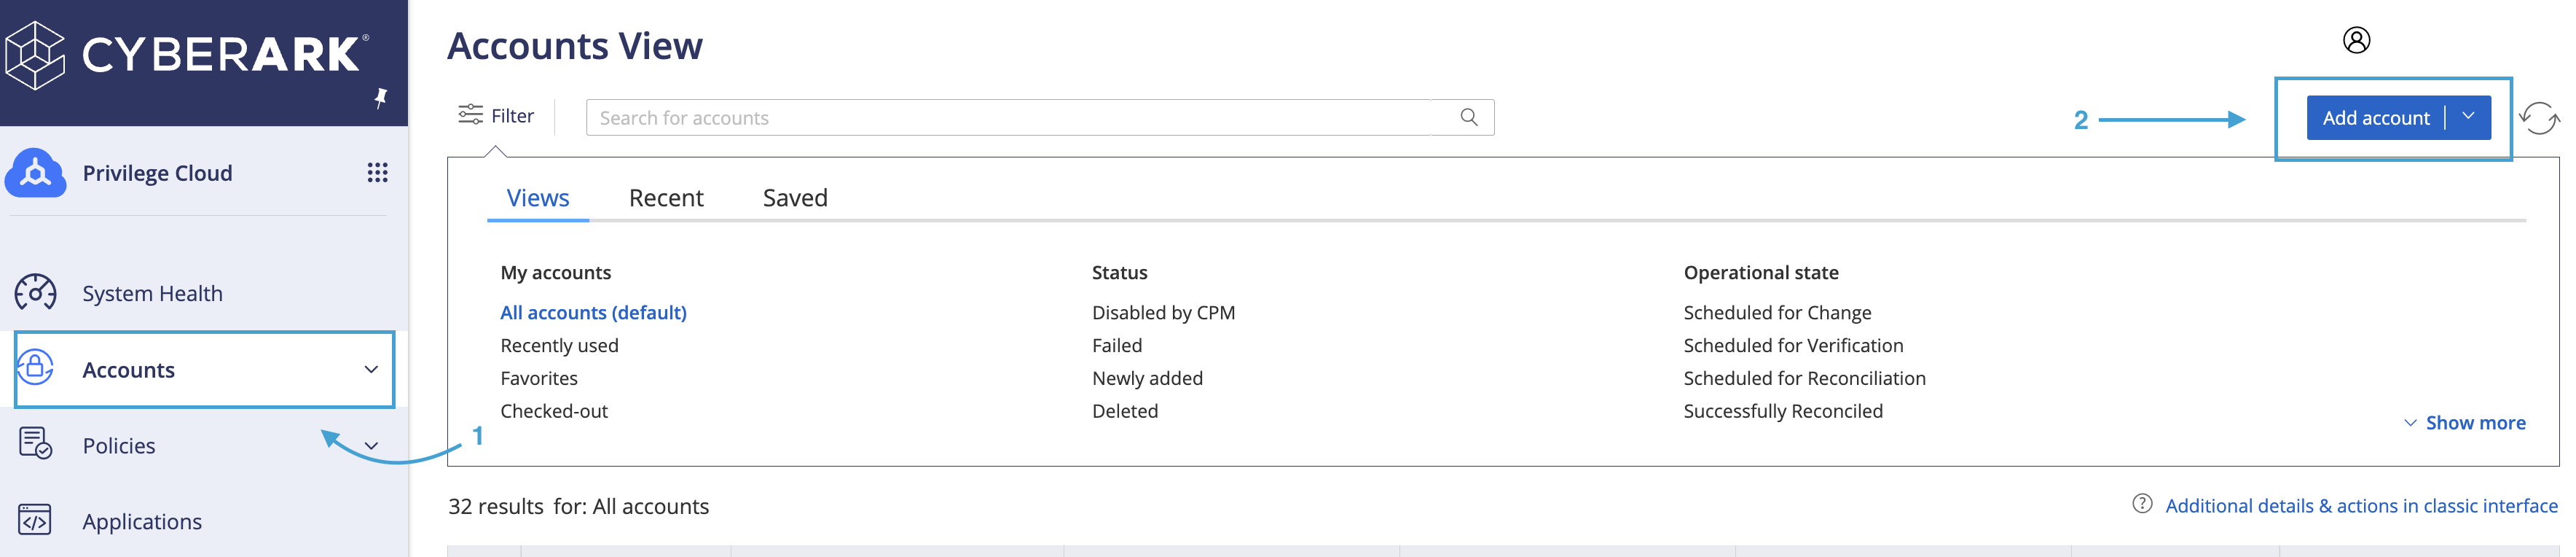 CYBERARK®
Privilege Cloud
System Health
Accounts
Policies
Applications
1
Accounts View
Filter
Search for accounts
2
Add account
Views
Recent
Saved
My accounts
All accounts (default)
Recently used
Favorites
Checked-out
Status
Disabled by CPM
Failed
Newly added
Deleted
Operational state
Scheduled for Change
Scheduled for Verification
Scheduled for Reconciliation
Successfully Reconciled
Show more
32 results for: All accounts
? Additional details & actions in classic interface